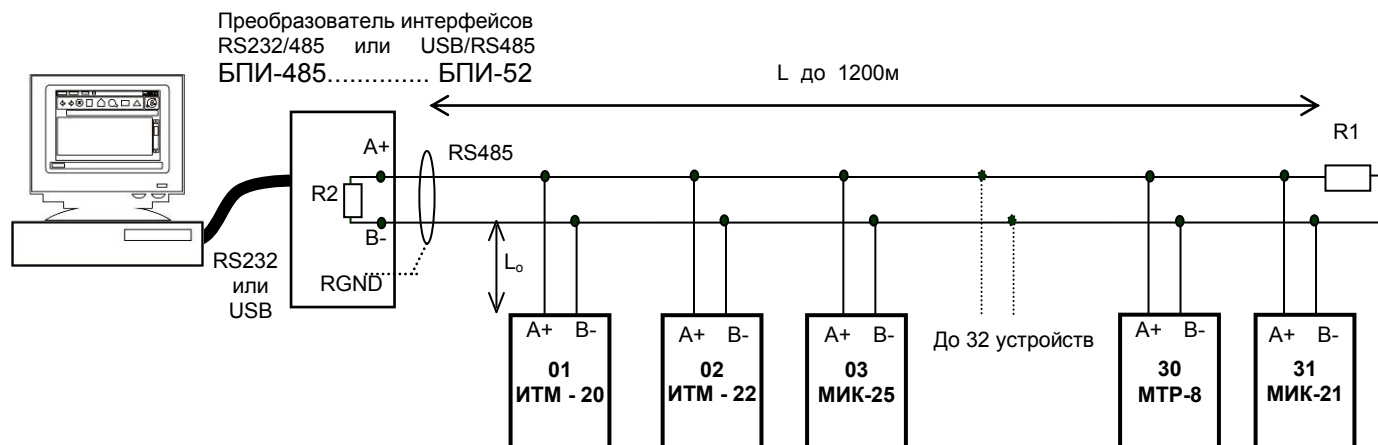 Преобразователь интерфейсов
RS232/485 или USB/RS485
БПИ-485.............. БПИ-52
L до 1200м
R1
A+
RS485
R2
B-
L₀
RS232
или
USB
RGND
До 32 устройств
A+ B-
01
ИТМ - 20
A+ B-
02
ИТМ - 22
A+ B-
03
МИК-25
A+ B-
30
МТР-8
A+ B-
31
МИК-21